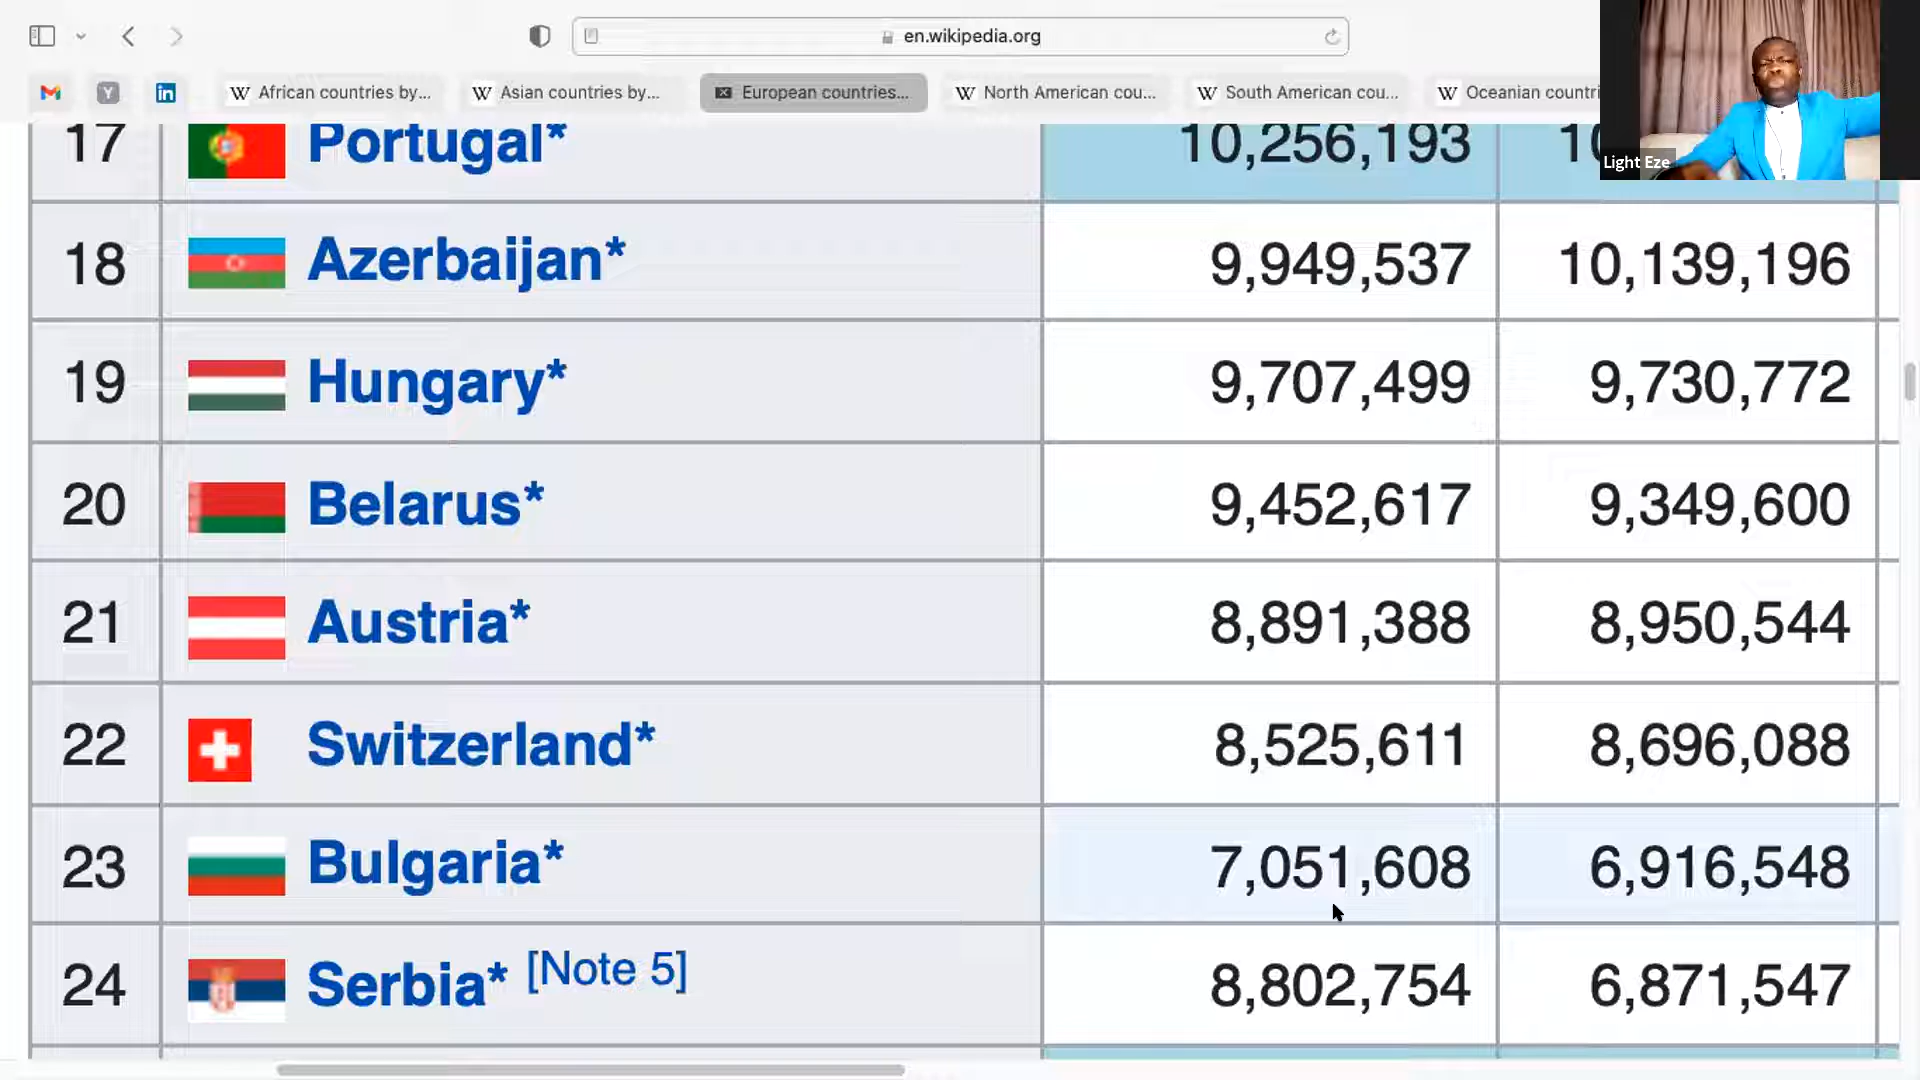 en.wikipedia.org
African countries by...
Asian countries by...
European countries...
North American cou...
South American cou...
Oceanian countri
Light Eze
17 Portugal* 10,256,193 10
18 Azerbaijan* 9,949,537 10,139,196
19 Hungary* 9,707,499 9,730,772
20 Belarus* 9,452,617 9,349,600
21 Austria* 8,891,388 8,950,544
22 Switzerland* 8,525,611 8,696,088
23 Bulgaria* 7,051,608 6,916,548
24 Serbia* [Note 5] 8,802,754 6,871,547